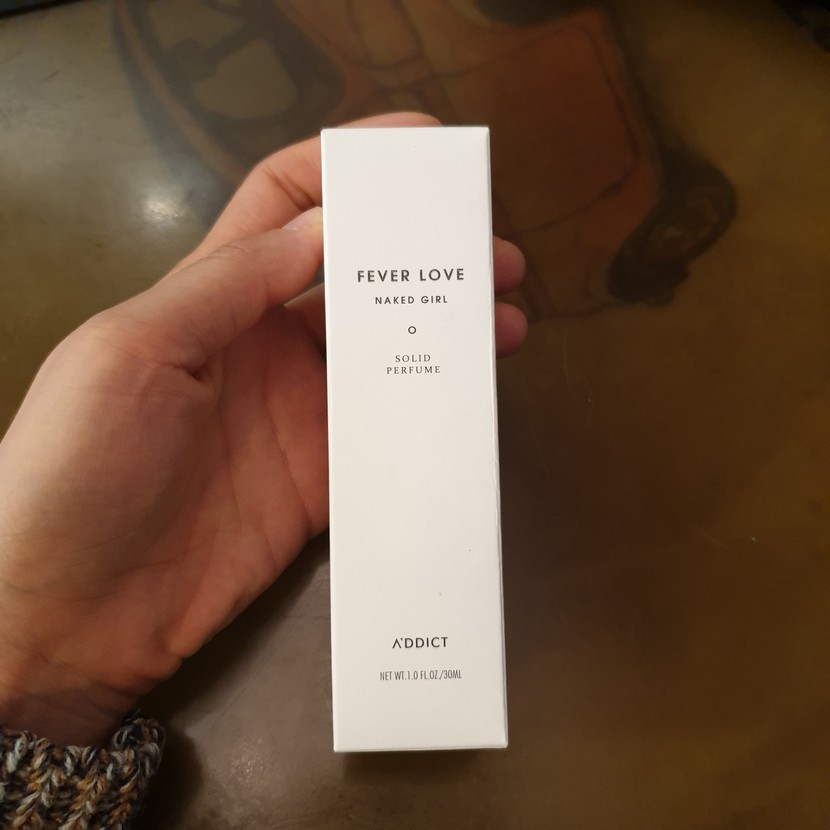 FEVER LOVE
NAKED GIRL
SOLID
PERFUME
A'DDICT
NET WT.1.0 FL.OZ./30ML